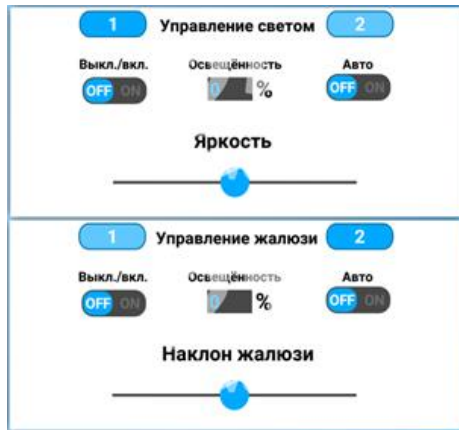 1 Управление светом 2
Выкл./вкл. Освещённость Авто
OFF ON 0 % OFF ON
Яркость
1 Управление жалюзи 2
Выкл./вкл. Освещённость Авто
OFF ON 0 % OFF ON
Наклон жалюзи